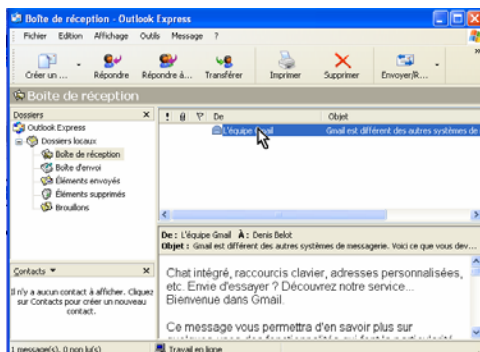 Boîte de réception - Outlook Express
Fichier Edition Affichage Outils Message ?
Créer un ... Répondre Répondre à... Transférer Imprimer Supprimer Envoyer/R...
Boîte de réception
Dossiers
! De Objet
Outlook Express
L'équipe Gmail Gmail est différent des autres systèmes de
Dossiers locaux
Boîte de réception
Boîte d'envoi
Éléments envoyés
Éléments supprimés
Brouillons
De : L'équipe Gmail À : Denis Belot
Objet : Gmail est différent des autres systèmes de messagerie. Voici ce que vous dev...
Contacts
Il n'y a aucun contact à afficher. Cliquez
sur Contacts pour créer un nouveau
contact.
Chat intégré, raccourcis clavier, adresses personnalisées,
etc. Envie d'essayer ? Découvrez notre service...
Bienvenue dans Gmail.
Ce message vous permettra d'en savoir plus sur
1 message(s), 0 non lu(s) Travail en ligne